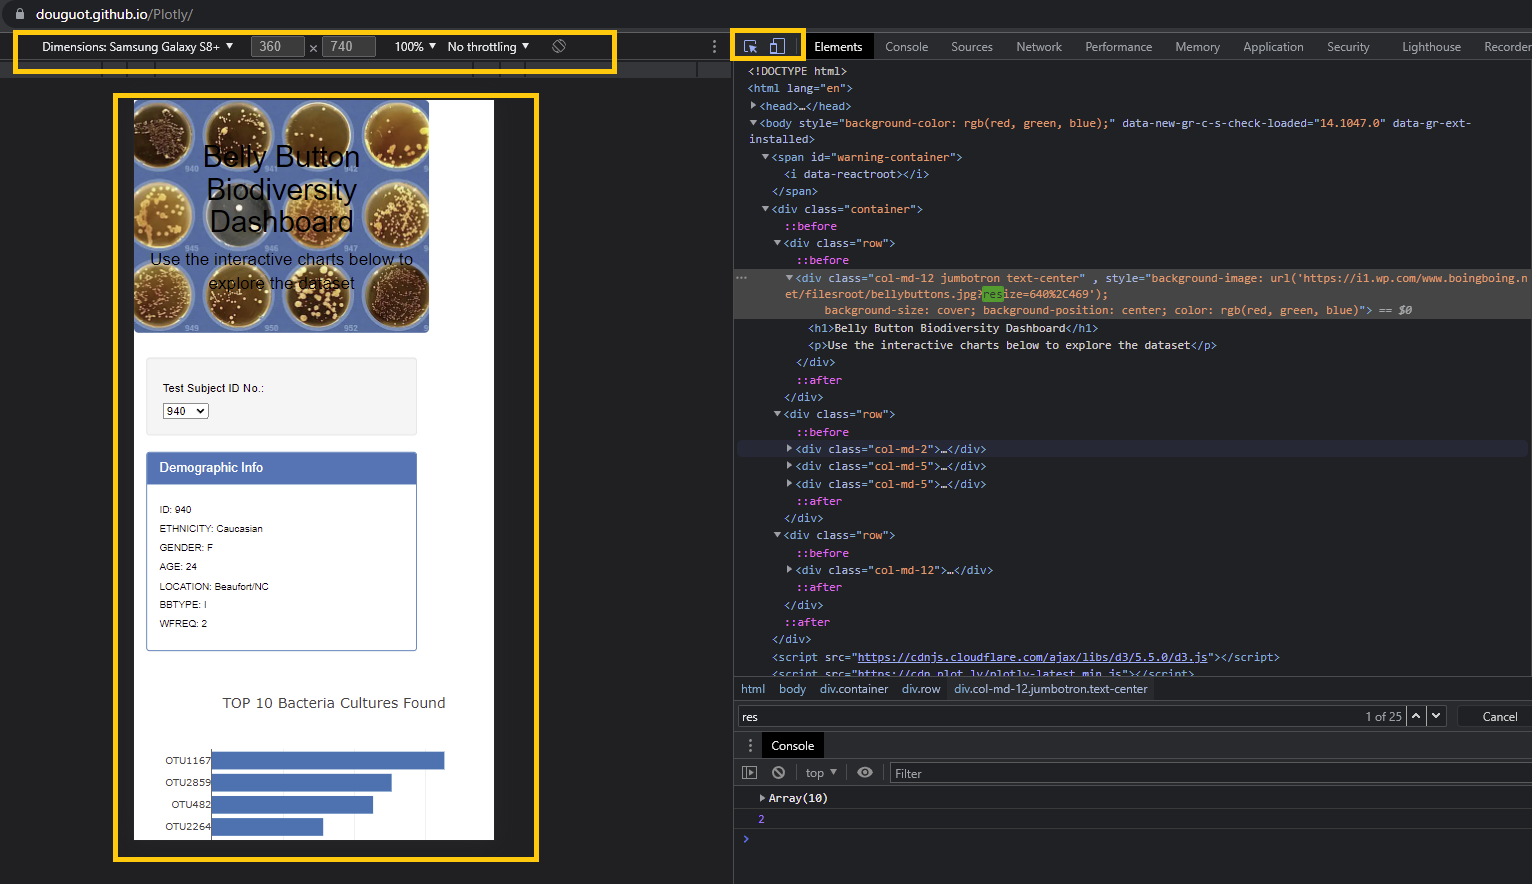 douguot.github.io/Plotly/
Dimensions: Samsung Galaxy S8+ ▼ 360 × 740 100% ▼ No throttling ▼
Belly Button
Biodiversity
Dashboard
Use the interactive charts below to
explore the dataset
940
945 946 947
949 950 951 952
Test Subject ID No.:
940
Demographic Info
ID: 940
ETHNICITY: Caucasian
GENDER: F
AGE: 24
LOCATION: Beaufort/NC
BBTYPE: I
WFREQ: 2
TOP 10 Bacteria Cultures Found
OTU1167
OTU2859
OTU482
OTU2264
Elements Console Sources Network Performance Memory Application Security Lighthouse Recorder
<!DOCTYPE html>
<html lang="en">
<head>…</head>
<body style="background-color: rgb(red, green, blue);" data-new-gr-c-s-check-loaded="14.1047.0" data-gr-ext-
installed>
<span id="warning-container">
<i data-reactroot></i>
</span>
<div class="container">
::before
<div class="row">
::before
<div class="col-md-12 jumbotron text-center" , style="background-image: url('https://i1.wp.com/www.boingboing.n
et/filesroot/bellybuttons.jpg?resize=640%2C469');
background-size: cover; background-position: center; color: rgb(red, green, blue)"> == $0
<h1>Belly Button Biodiversity Dashboard</h1>
<p>Use the interactive charts below to explore the dataset</p>
</div>
::after
</div>
<div class="row">
::before
<div class="col-md-2">…</div>
<div class="col-md-5">…</div>
<div class="col-md-5">…</div>
::after
</div>
<div class="row">
::before
<div class="col-md-12">…</div>
::after
</div>
::after
</div>
<script src="https://cdnjs.cloudflare.com/ajax/libs/d3/5.5.0/d3.js"></script>
<script src="https://cdn.plot.ly/plotly-latest.min.js"></script>
html body div.container div.row div.col-md-12.jumbotron.text-center
res 1 of 25 Cancel
Console
top ▼ Filter
Array(10)
2